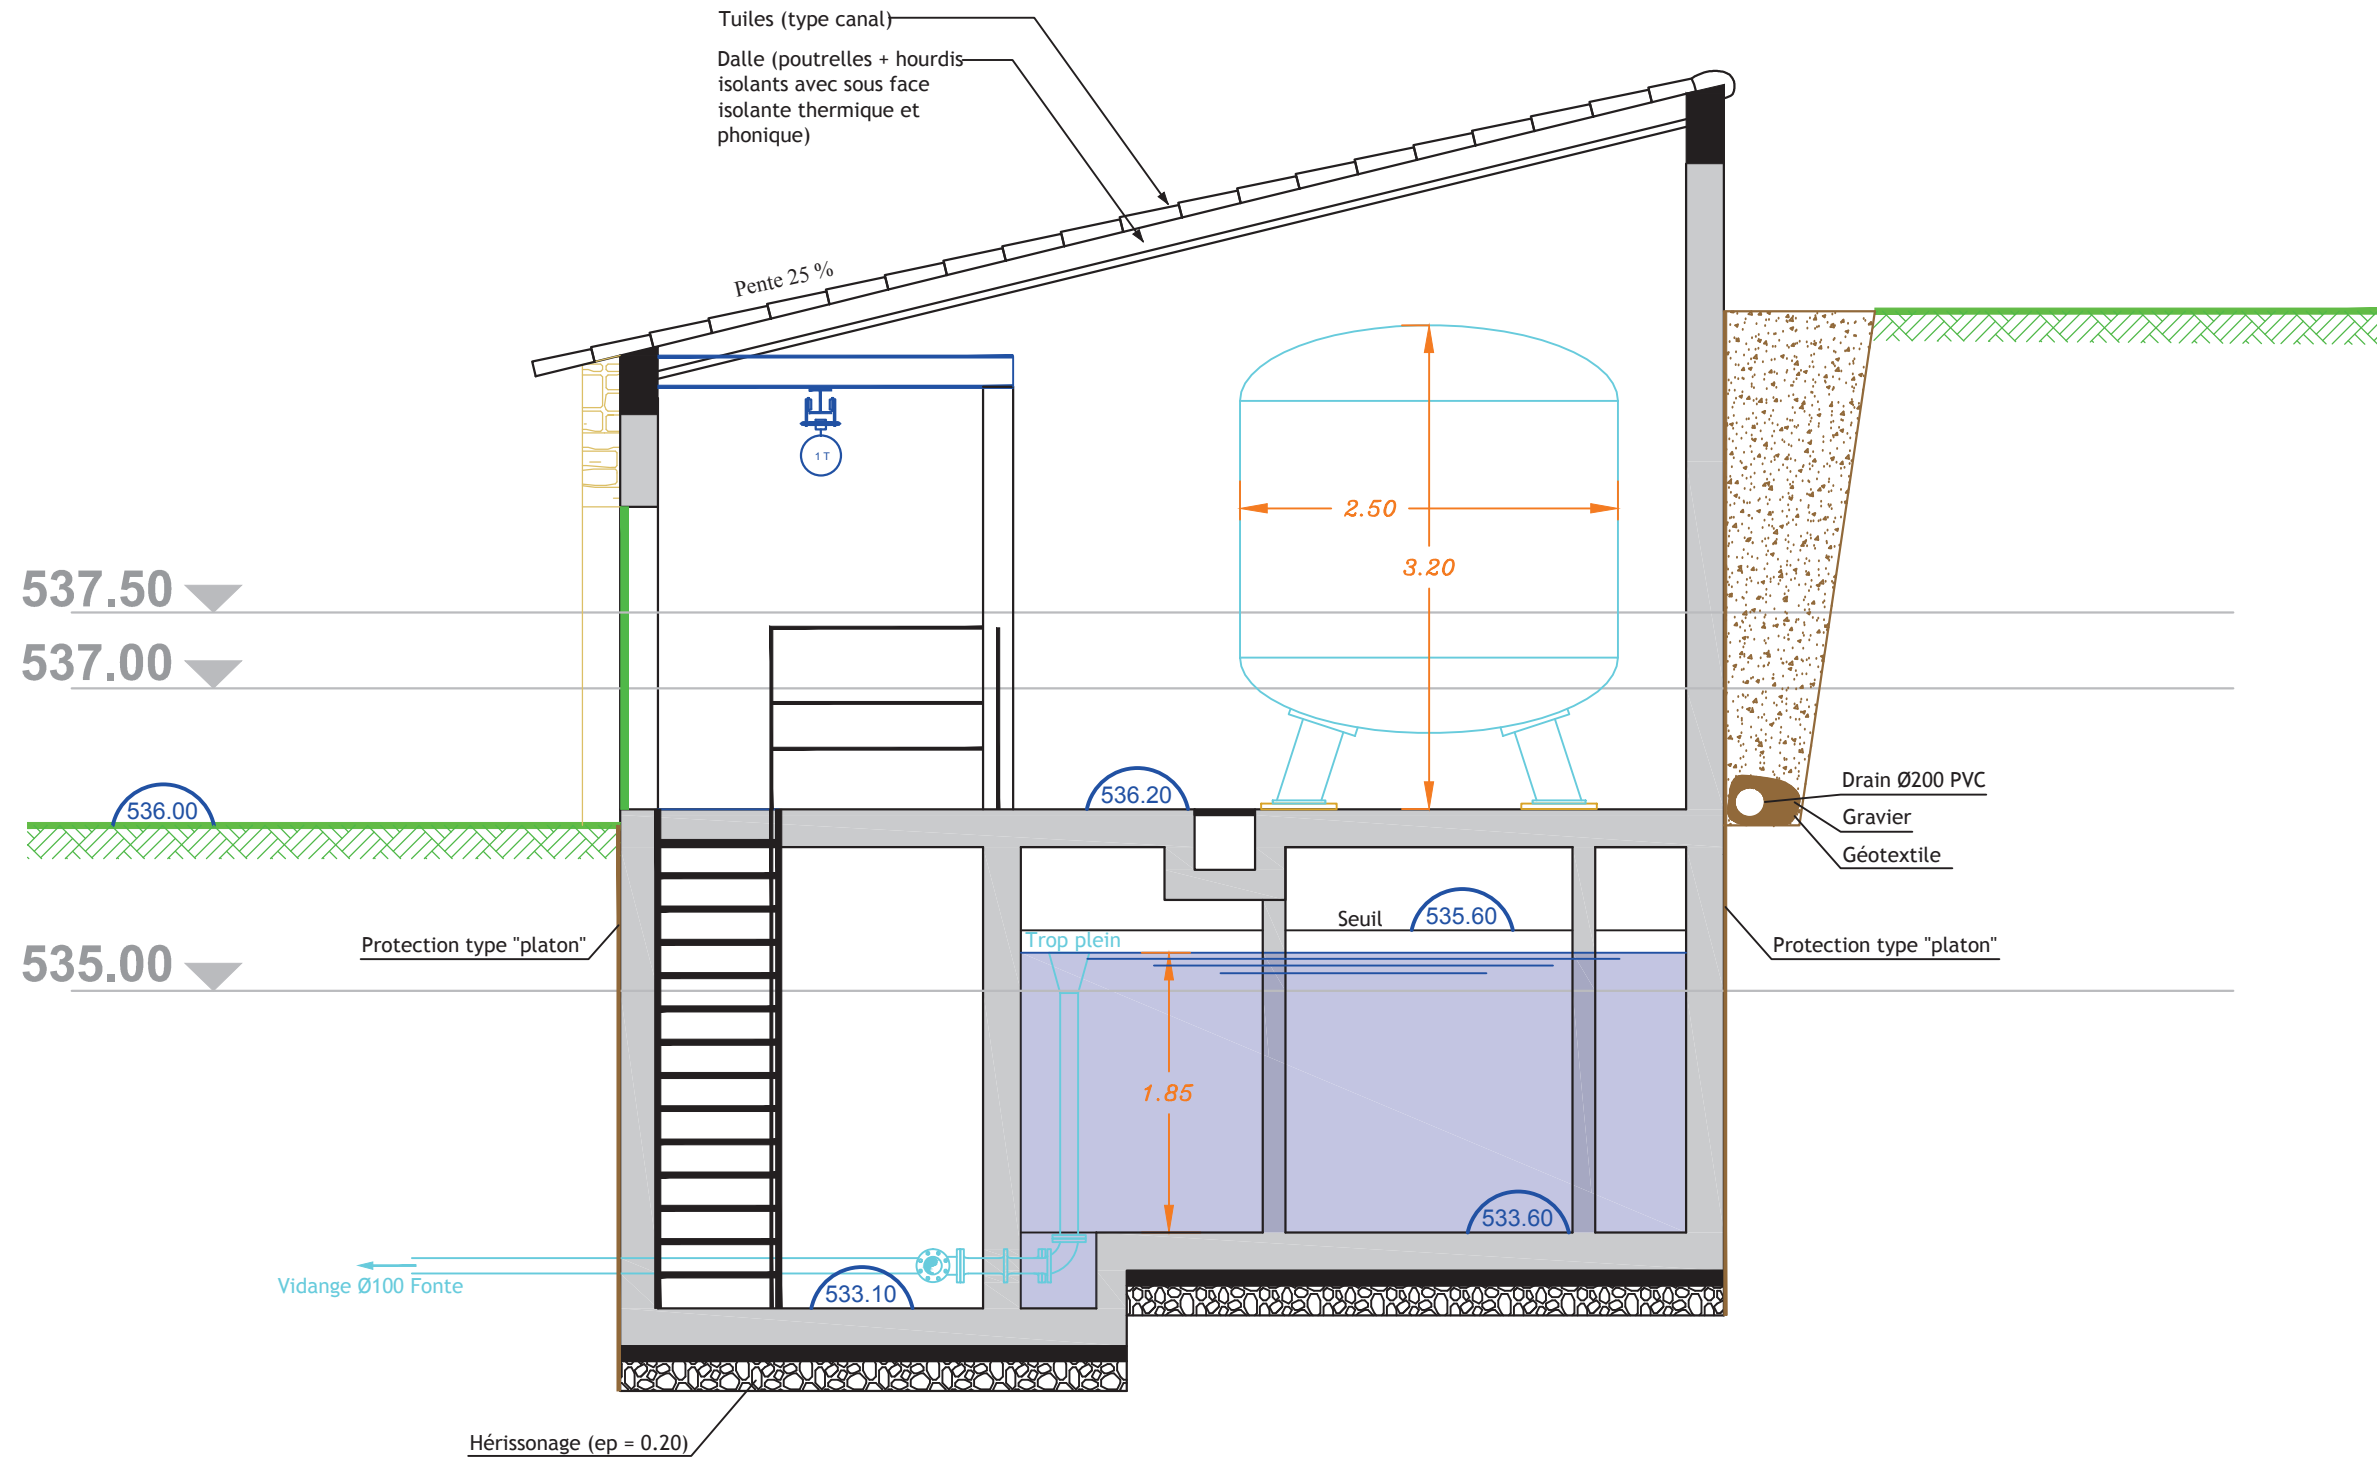 Tuiles (type canal)
Dalle (poutrelles + hourdis
isolants avec sous face
isolante thermique et
phonique)
Pente 25 %
1 T
2.50
3.20
537.50
537.00
536.00
536.20
Drain Ø200 PVC
Gravier
Géotextile
Seuil
535.60
Trop plein
Protection type "platon"
Protection type "platon"
535.00
1.85
533.60
Vidange Ø100 Fonte
533.10
Hérissonage (ep = 0.20)